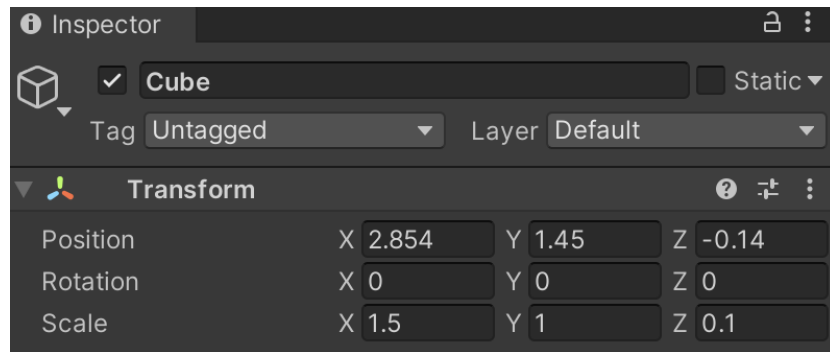 Inspector
Cube Static
Tag Untagged Layer Default
Transform
Position X 2.854 Y 1.45 Z -0.14
Rotation X 0 Y 0 Z 0
Scale X 1.5 Y 1 Z 0.1